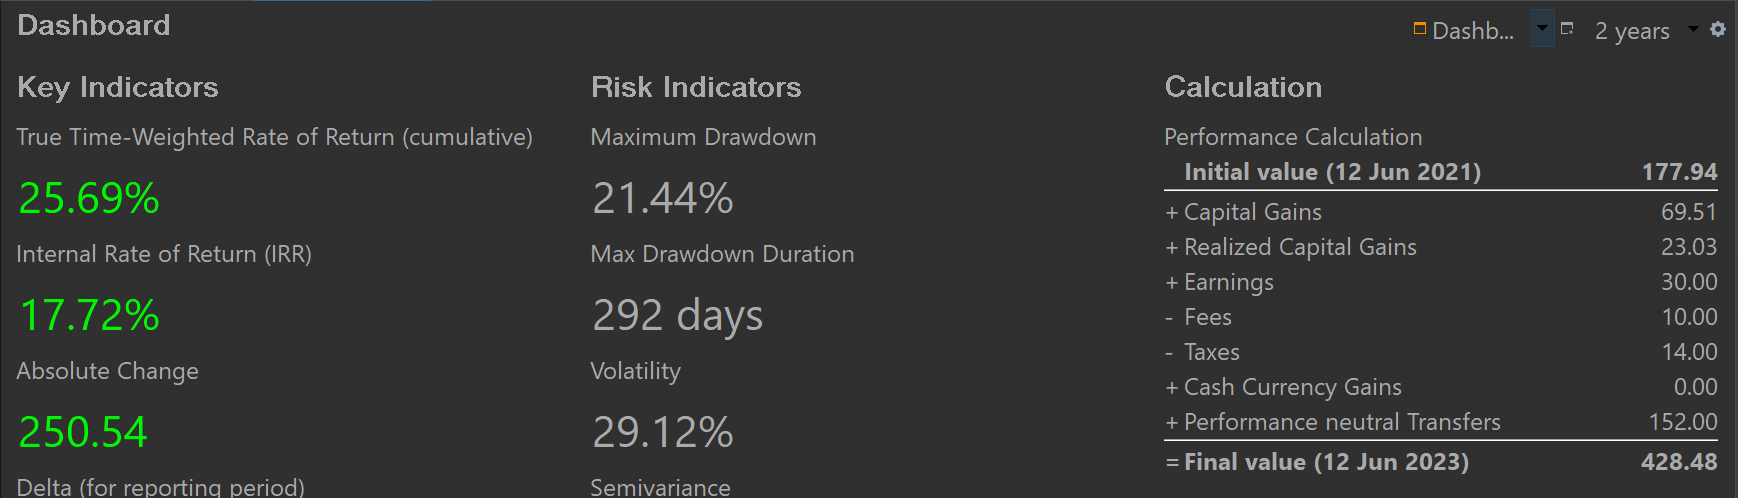 Dashboard
Dashb... 2 years
Key Indicators
True Time-Weighted Rate of Return (cumulative)
25.69%
Internal Rate of Return (IRR)
17.72%
Absolute Change
250.54
Delta (for reporting period)
Risk Indicators
Maximum Drawdown
21.44%
Max Drawdown Duration
292 days
Volatility
29.12%
Semivariance
Calculation
Performance Calculation
Initial value (12 Jun 2021) 177.94
+ Capital Gains 69.51
+ Realized Capital Gains 23.03
+ Earnings 30.00
- Fees 10.00
- Taxes 14.00
+ Cash Currency Gains 0.00
+ Performance neutral Transfers 152.00
= Final value (12 Jun 2023) 428.48